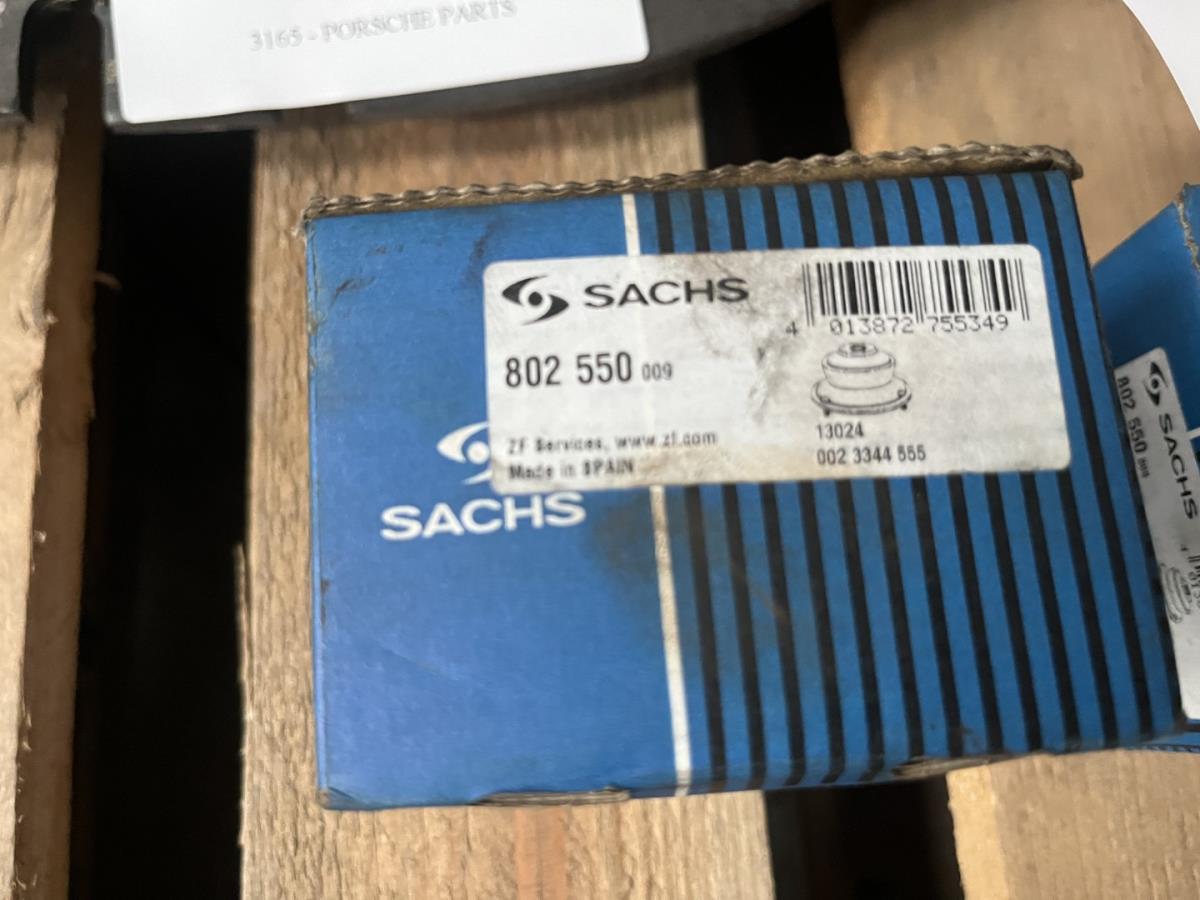 3165 - PORSCHE PARTS
SACHS
4 013872 755349
802 550 009
ZF Services, www.zf.com
Made in SPAIN
13024
002 3344 555
SACHS
SACHS
802 550 009